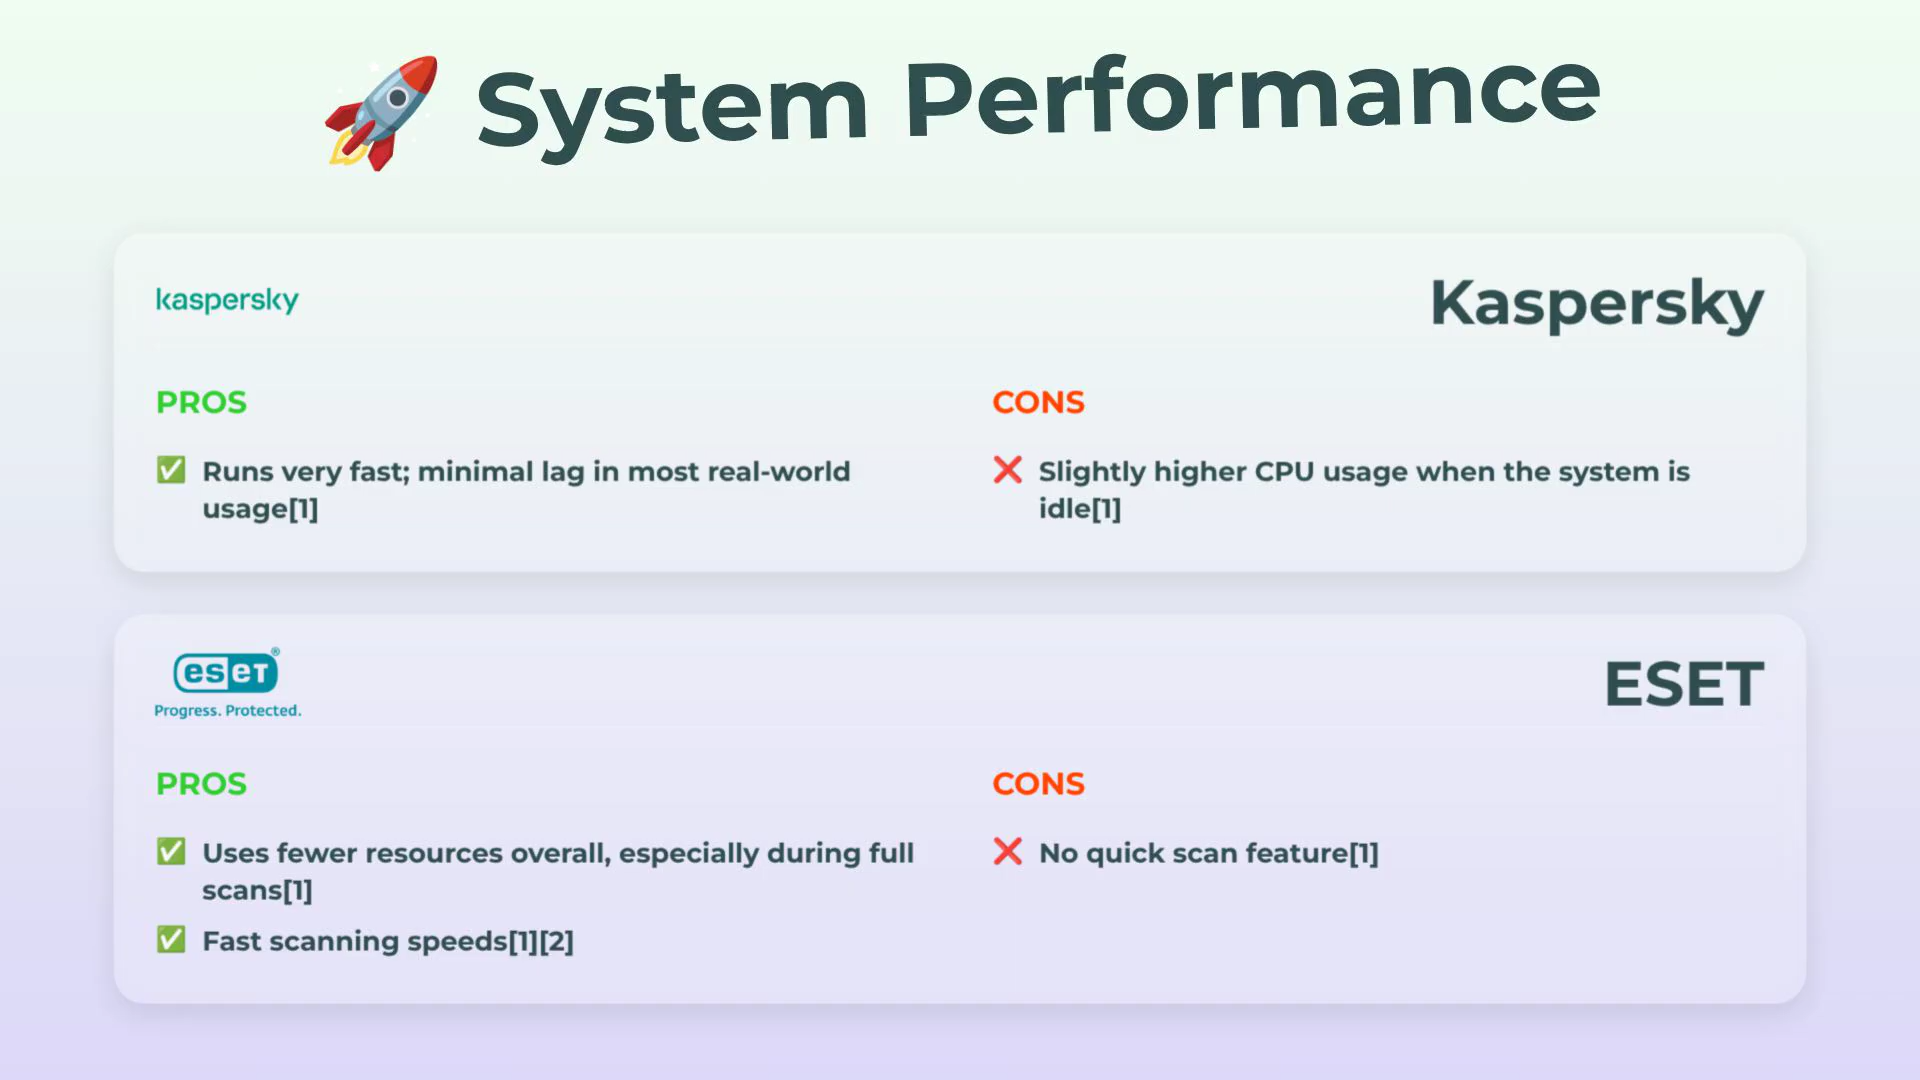 System Performance
kaspersky
Kaspersky
PROS
CONS
✅ Runs very fast; minimal lag in most real-world
usage[1]
❌ Slightly higher CPU usage when the system is
idle[1]
eset®
Progress. Protected.
ESET
PROS
CONS
✅ Uses fewer resources overall, especially during full
scans[1]
✅ Fast scanning speeds[1][2]
❌ No quick scan feature[1]